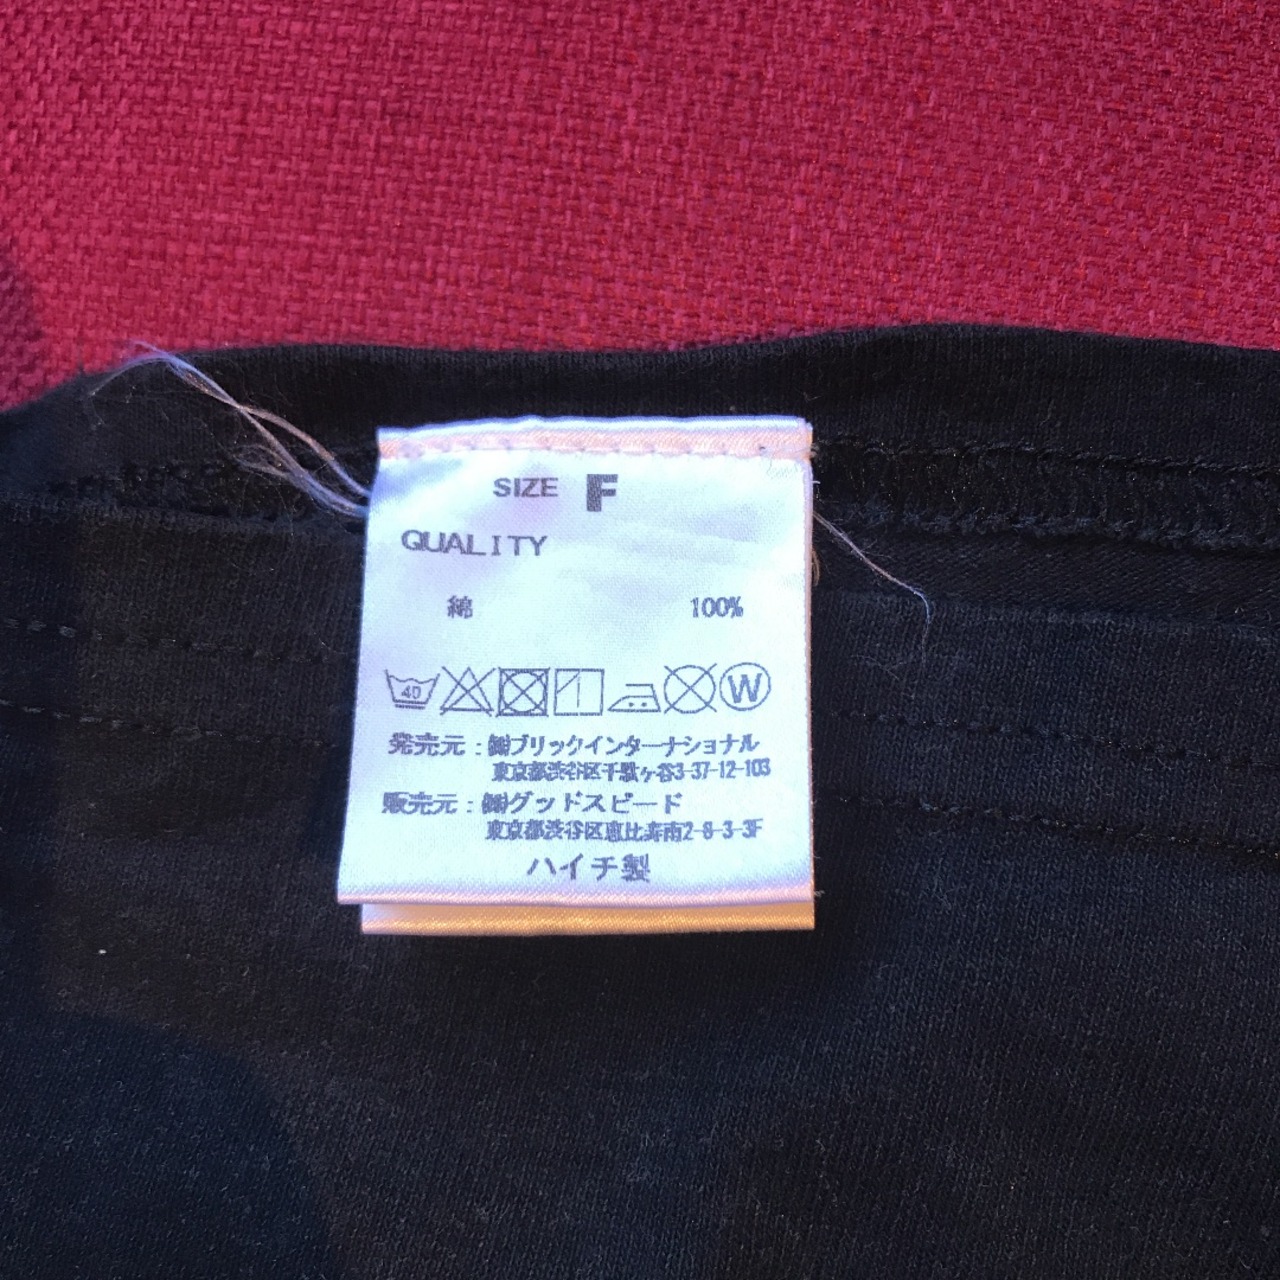 SIZE F
QUALITY
綿 100%
40 W
発売元：㈱ブリックインターナショナル
東京都渋谷区千駄ヶ谷3-37-12-103
販売元：㈱グッドスピード
東京都渋谷区恵比寿南2-8-3-3F
ハイチ製